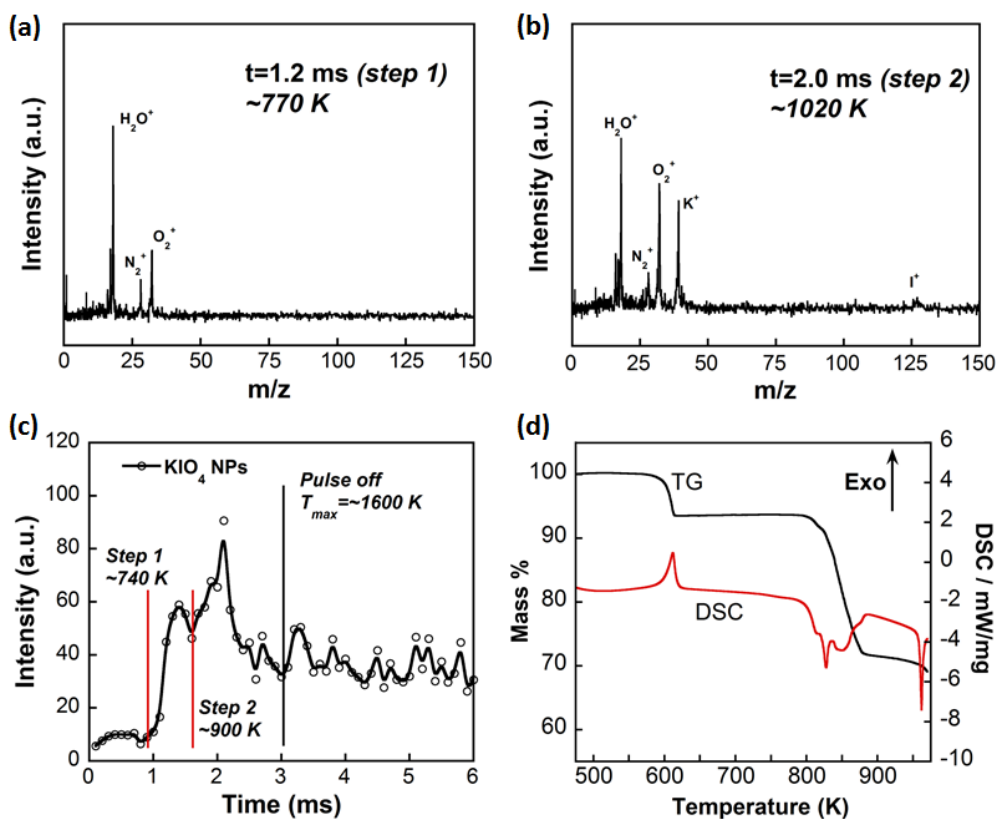 (a)
t=1.2 ms (step 1)
~770 K
H₂O⁺
N₂⁺
O₂⁺
Intensity (a.u.)
0 25 50 75 100 125 150
m/z
(b)
t=2.0 ms (step 2)
~1020 K
H₂O⁺
O₂⁺
K⁺
N₂⁺
I⁺
Intensity (a.u.)
0 25 50 75 100 125 150
m/z
(c)
120
100
80
60
40
20
0
KIO₄ NPs
Pulse off
Tmax=~1600 K
Step 1
~740 K
Step 2
~900 K
Intensity (a.u.)
0 1 2 3 4 5 6
Time (ms)
(d)
100
90
80
70
60
TG
Exo
DSC
Mass %
6
4
2
0
-2
-4
-6
-8
-10
DSC / mW/mg
500 600 700 800 900
Temperature (K)